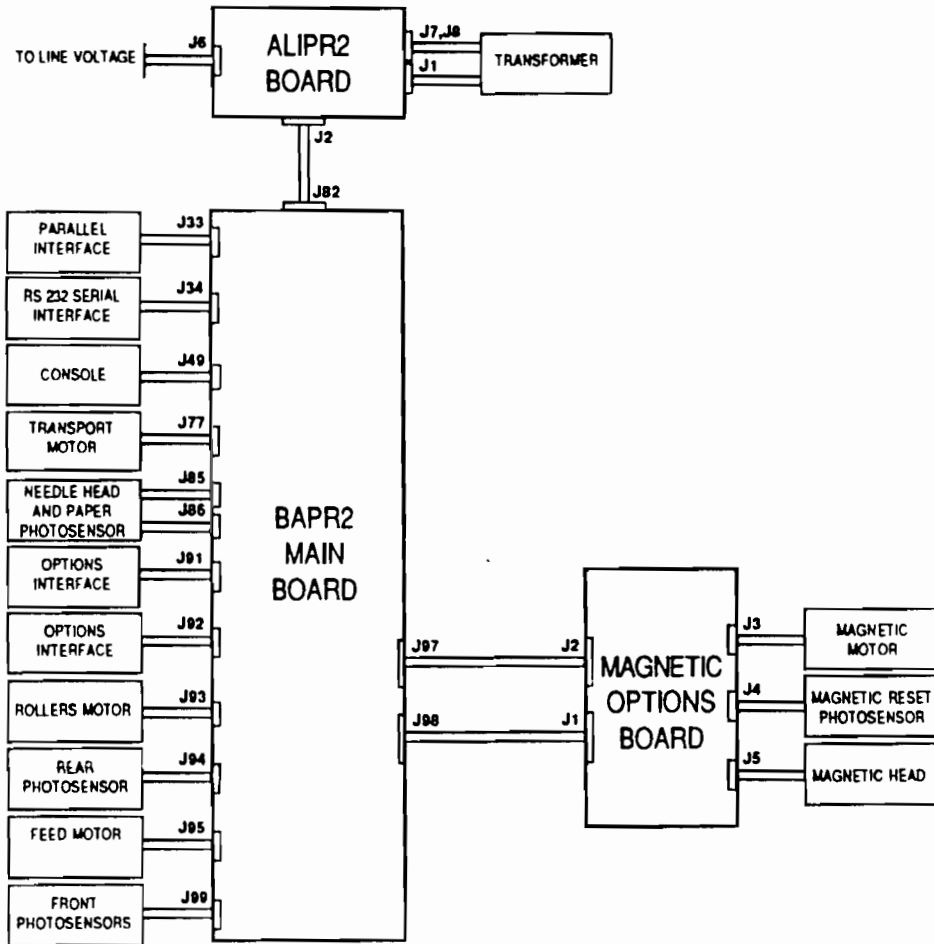 J6
TO LINE VOLTAGE
ALIPR2
BOARD
J7,J8
J1
TRANSFORMER
J2
J82
PARALLEL
INTERFACE
J33
RS 232 SERIAL
INTERFACE
J34
CONSOLE
J49
TRANSPORT
MOTOR
J77
NEEDLE HEAD
AND PAPER
PHOTOSENSOR
J85
J86
OPTIONS
INTERFACE
J91
OPTIONS
INTERFACE
J92
ROLLERS MOTOR
J93
REAR
PHOTOSENSOR
J94
FEED MOTOR
J95
FRONT
PHOTOSENSORS
J99
BAPR2
MAIN
BOARD
J97
J98
J2
J1
MAGNETIC
OPTIONS
BOARD
J3
MAGNETIC
MOTOR
J4
MAGNETIC RESET
PHOTOSENSOR
J5
MAGNETIC HEAD